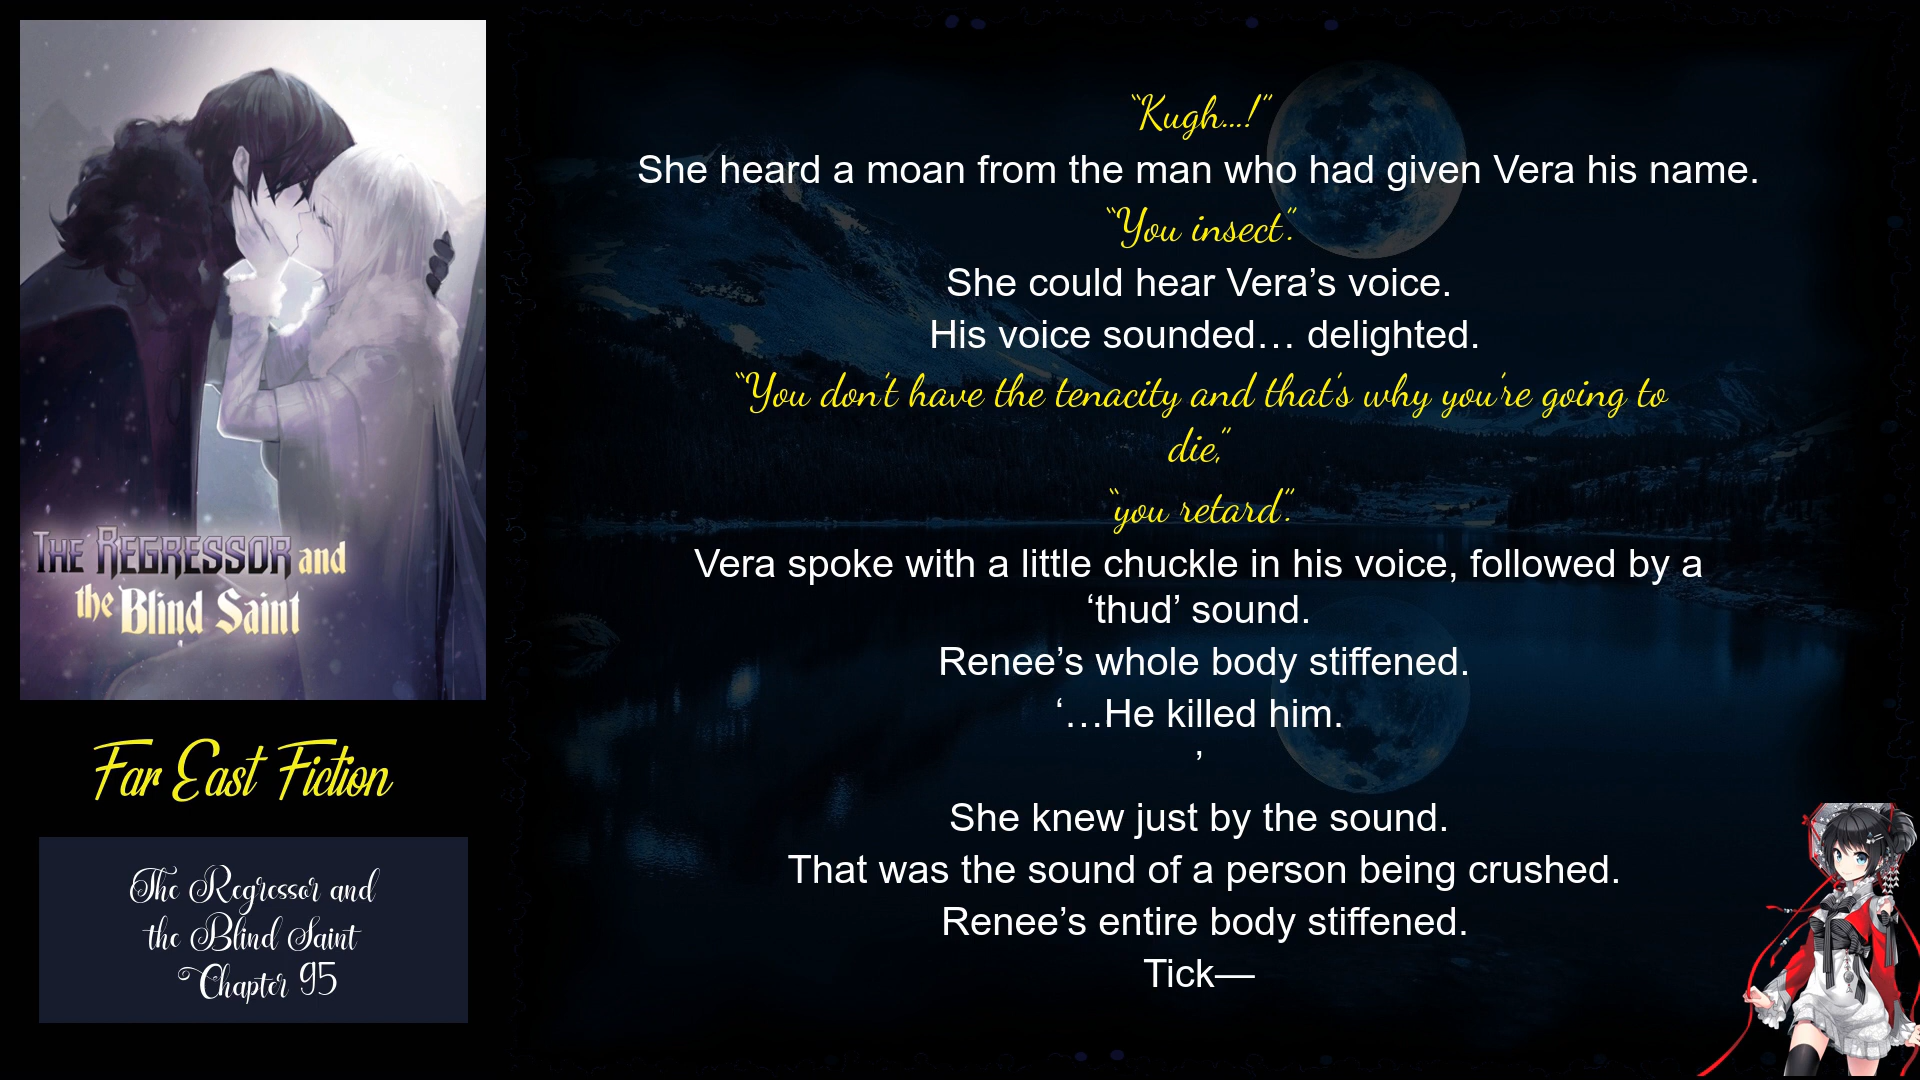 THE REGRESSOR and
the Blind Saint
Far East Fiction
The Regressor and
the Blind Saint
Chapter 95
“Kugh...!”
She heard a moan from the man who had given Vera his name.
“You insect”.
She could hear Vera’s voice.
His voice sounded… delighted.
“You don’t have the tenacity and that’s why you’re going to
die,”
“you retard”.
Vera spoke with a little chuckle in his voice, followed by a
‘thud’ sound.
Renee’s whole body stiffened.
‘…He killed him.
’
She knew just by the sound.
That was the sound of a person being crushed.
Renee’s entire body stiffened.
Tick—